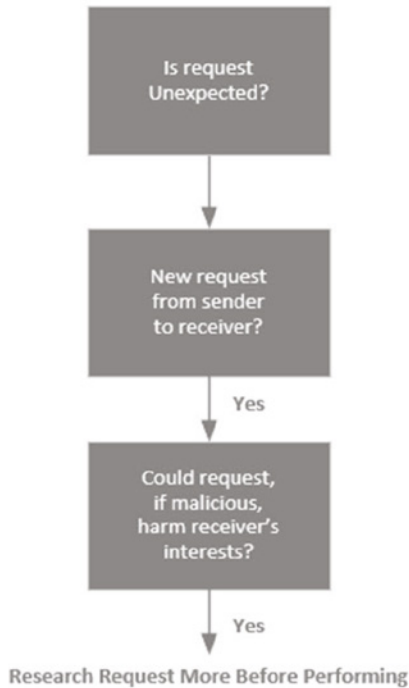 Is request
Unexpected?
New request
from sender
to receiver?
Yes
Could request,
if malicious,
harm receiver's
interests?
Yes
Research Request More Before Performing